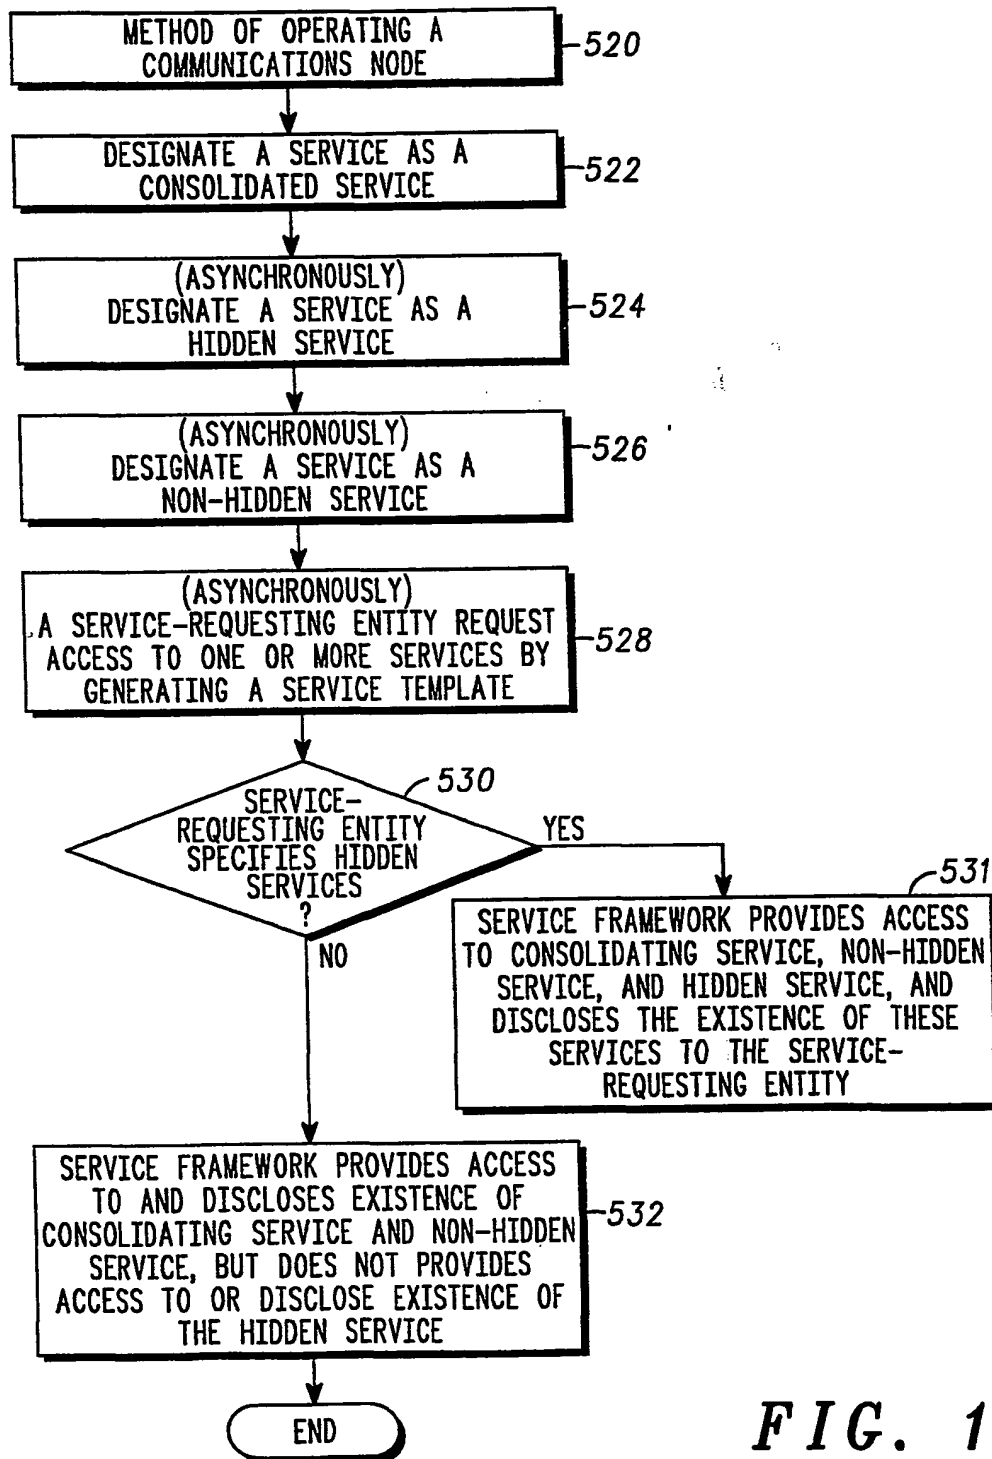 METHOD OF OPERATING A
COMMUNICATIONS NODE
520
DESIGNATE A SERVICE AS A
CONSOLIDATED SERVICE
522
(ASYNCHRONOUSLY)
DESIGNATE A SERVICE AS A
HIDDEN SERVICE
524
(ASYNCHRONOUSLY)
DESIGNATE A SERVICE AS A
NON-HIDDEN SERVICE
526
(ASYNCHRONOUSLY)
A SERVICE-REQUESTING ENTITY REQUEST
ACCESS TO ONE OR MORE SERVICES BY
GENERATING A SERVICE TEMPLATE
528
530
SERVICE-
REQUESTING ENTITY
SPECIFIES HIDDEN
SERVICES
?
YES
NO
531
SERVICE FRAMEWORK PROVIDES ACCESS
TO CONSOLIDATING SERVICE, NON-HIDDEN
SERVICE, AND HIDDEN SERVICE, AND
DISCLOSES THE EXISTENCE OF THESE
SERVICES TO THE SERVICE-
REQUESTING ENTITY
SERVICE FRAMEWORK PROVIDES ACCESS
TO AND DISCLOSES EXISTENCE OF
CONSOLIDATING SERVICE AND NON-HIDDEN
SERVICE, BUT DOES NOT PROVIDES
ACCESS TO OR DISCLOSE EXISTENCE OF
THE HIDDEN SERVICE
532
END
FIG. 1